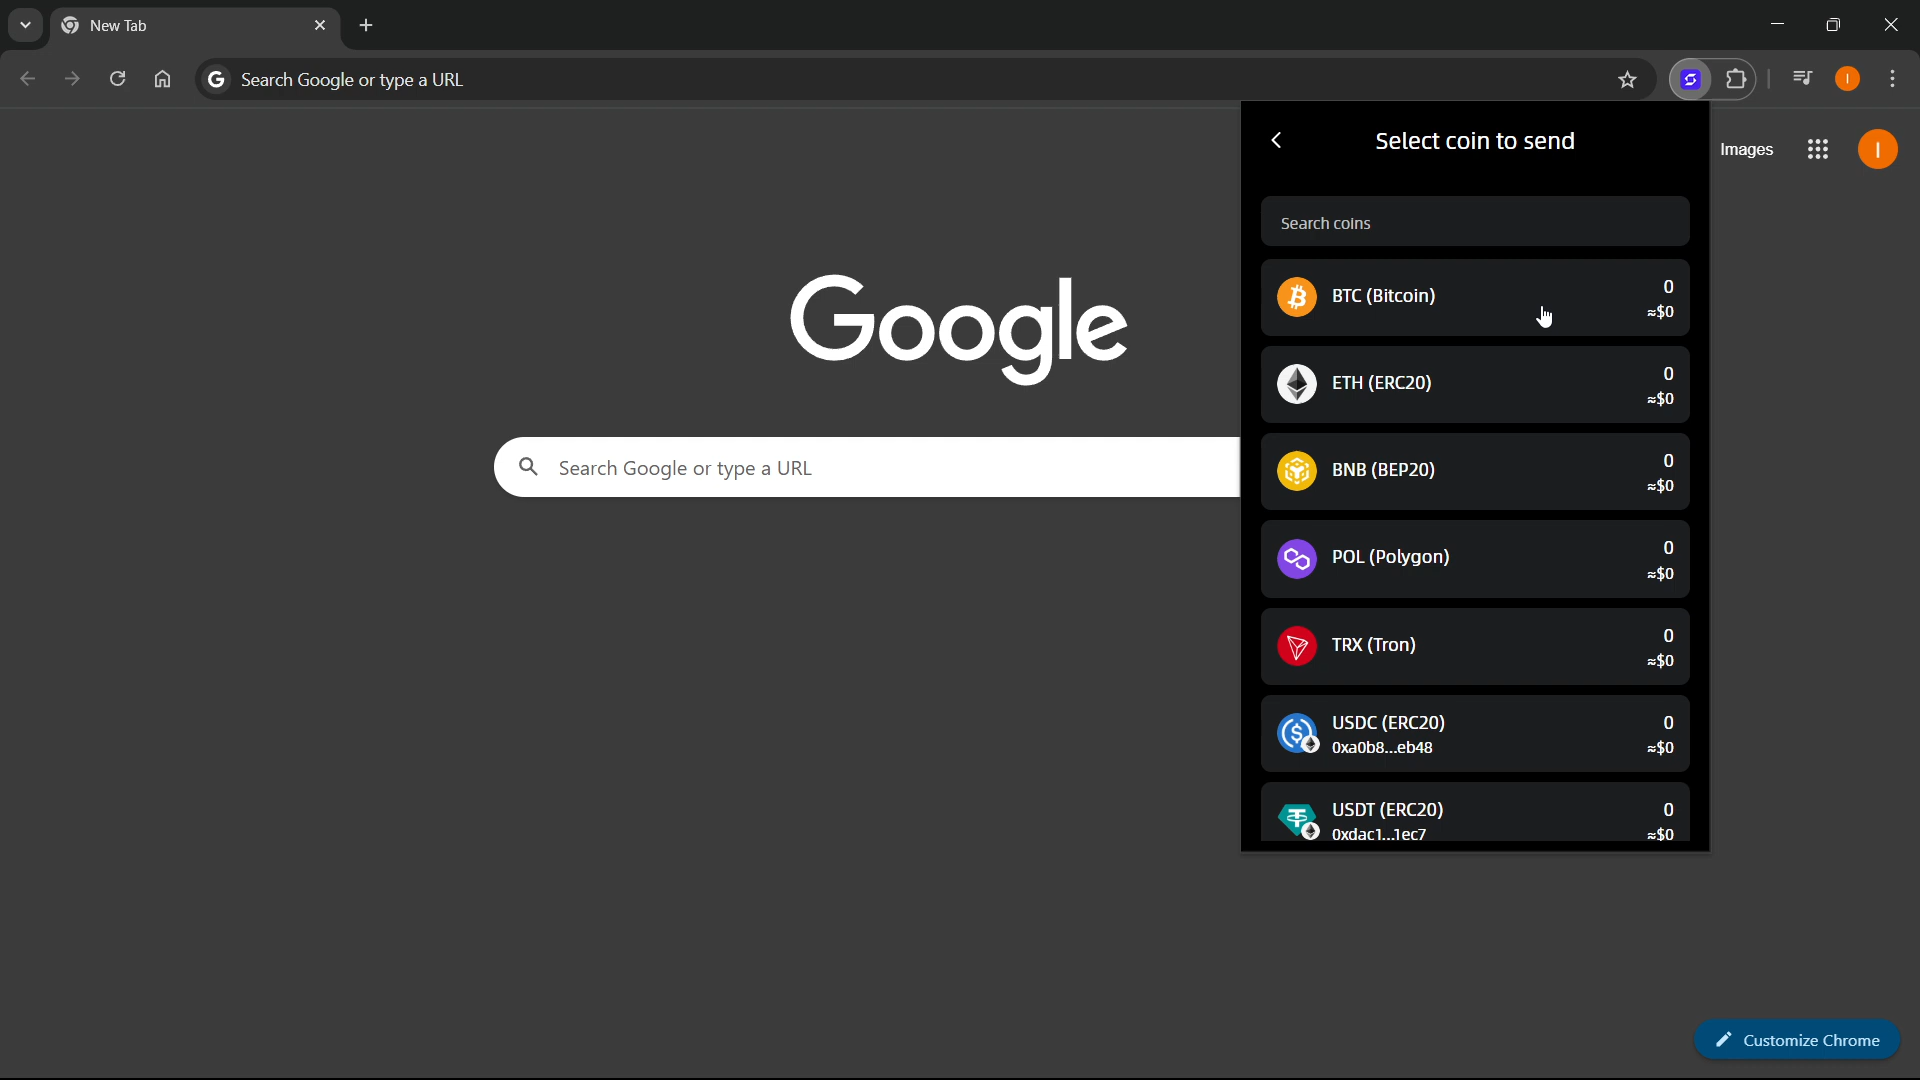 New Tab
Search Google or type a URL
Images
Google
Search Google or type a URL
Select coin to send
Search coins
BTC (Bitcoin)
0
≈$0
ETH (ERC20)
0
≈$0
BNB (BEP20)
0
≈$0
POL (Polygon)
0
≈$0
TRX (Tron)
0
≈$0
USDC (ERC20)
0
0xa0b8...eb48
≈$0
USDT (ERC20)
0
0xdac1...1ec7
≈$0
Customize Chrome